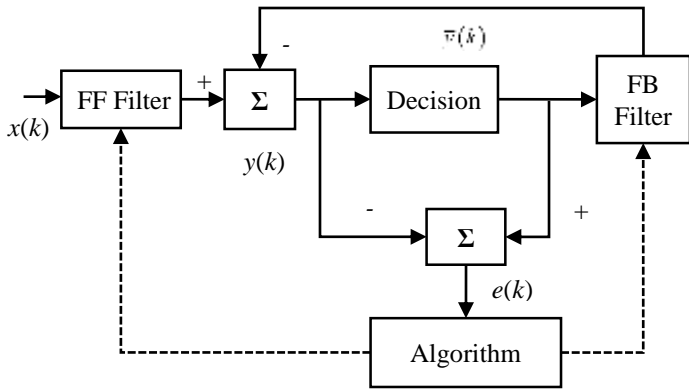 - ȳ(k)
FF Filter + Σ Decision FB
Filter
x(k)
y(k)
- Σ +
e(k)
Algorithm